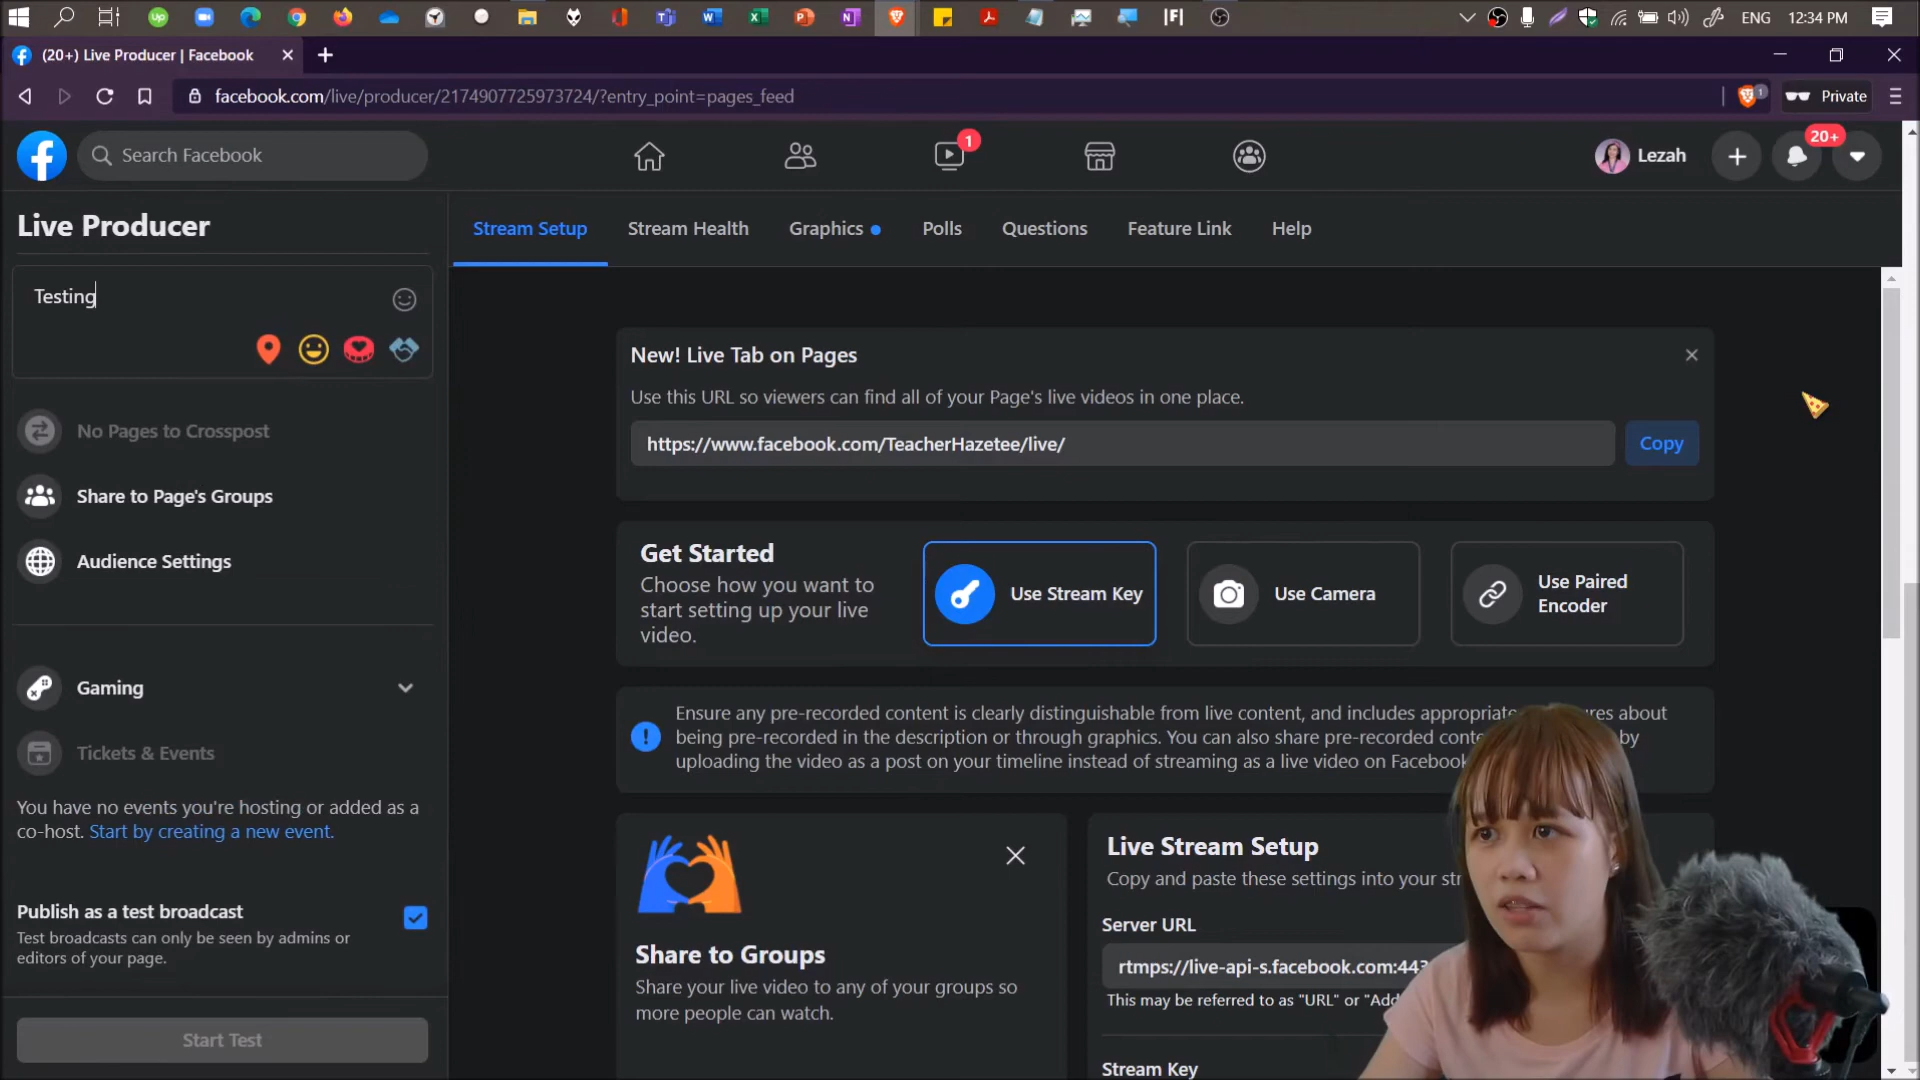 ENG
12:34 PM
(20+) Live Producer | Facebook
facebook.com/live/producer/2174907725973724/?entry_point=pages_feed
1
Private
Search Facebook
1
Lezah
20+
Live Producer
Stream Setup
Stream Health
Graphics
Polls
Questions
Feature Link
Help
Testing
No Pages to Crosspost
Share to Page's Groups
Audience Settings
Gaming
Tickets & Events
You have no events you're hosting or added as a
co-host. Start by creating a new event.
Publish as a test broadcast
Test broadcasts can only be seen by admins or
editors of your page.
Start Test
New! Live Tab on Pages
Use this URL so viewers can find all of your Page's live videos in one place.
https://www.facebook.com/TeacherHazetee/live/
Copy
Get Started
Choose how you want to
start setting up your live
video.
Use Stream Key
Use Camera
Use Paired
Encoder
Ensure any pre-recorded content is clearly distinguishable from live content, and includes appropriate about
being pre-recorded in the description or through graphics. You can also share pre-recorded by
uploading the video as a post on your timeline instead of streaming as a live video on Facebook
Share to Groups
Share your live video to any of your groups so
more people can watch.
Live Stream Setup
Copy and paste these settings into your
Server URL
rtmps://live-api-s.facebook.com:443
This may be referred to as "URL" or
Stream Key